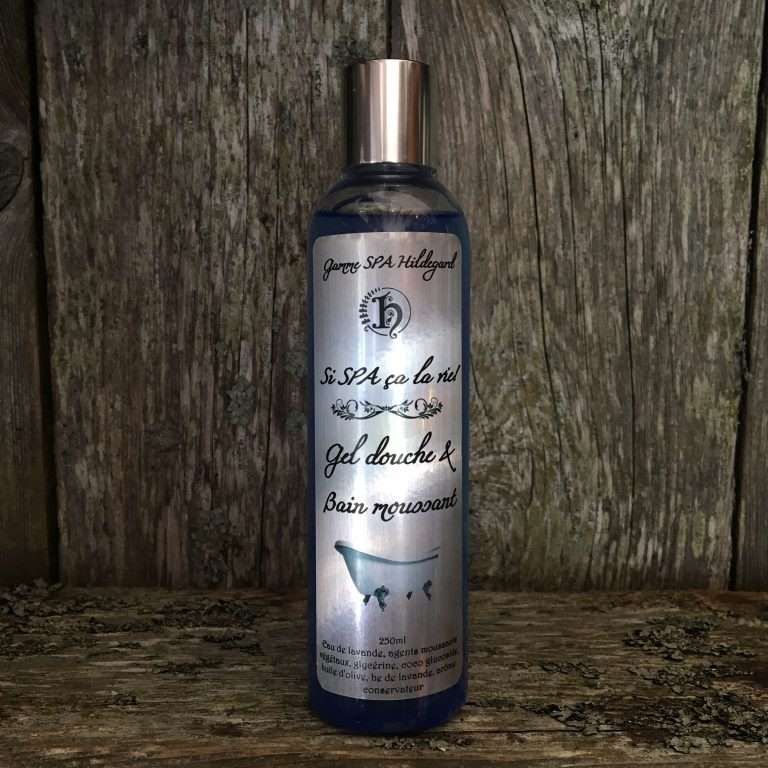 Gamme SPA Hildegard
h
Si SPA ça la vie!
Gel douche &
Bain moussant
250ml
Eau de lavande, agents moussants
végétaux, glycérine, coco glucoside,
huile d'olive, he de lavande, arôme
conservateur